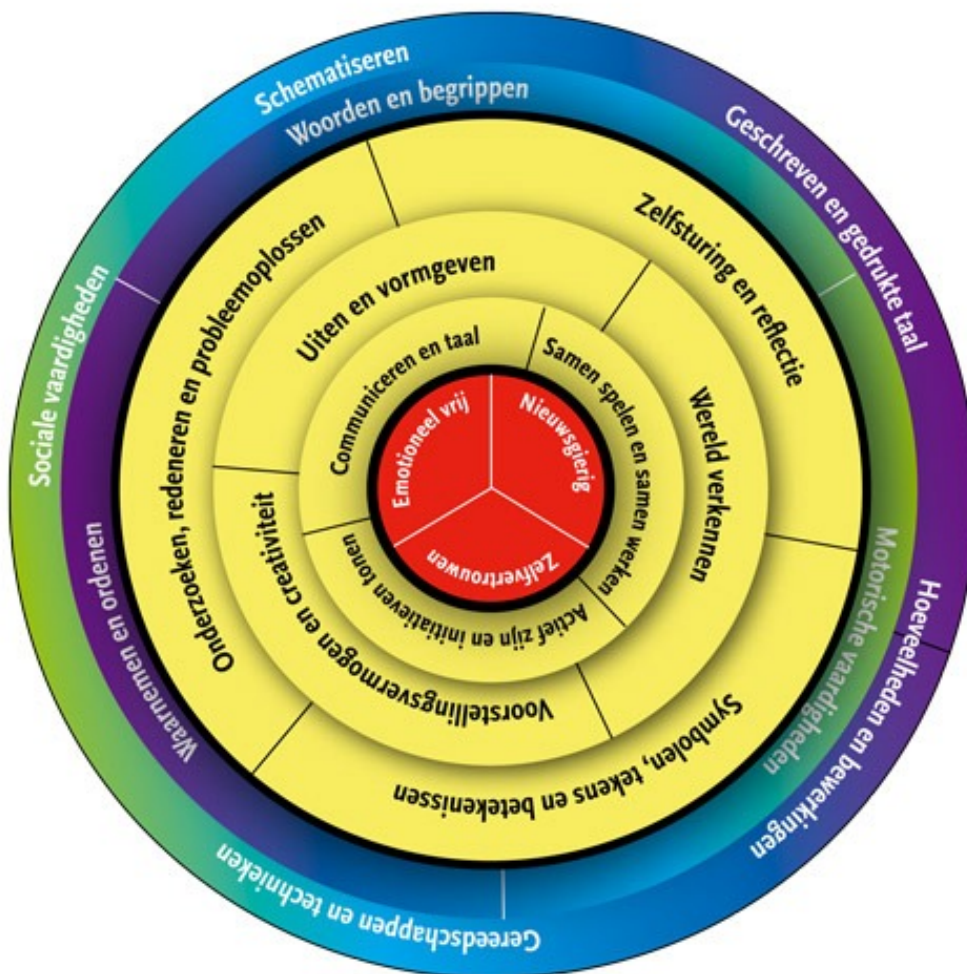 Schematiseren
Geschreven en gedrukte taal
Hoeveelheden en bewerkingen
Gereedschappen en technieken
Sociale vaardigheden
Woorden en begrippen
Motorische vaardigheden
Waarnemen en ordenen
Zelfsturing en reflectie
Symbolen, tekens en betekenissen
Onderzoeken, redeneren en probleemoplossen
Uiten en vormgeven
Wereld verkennen
Voorstellingsvermogen en creativiteit
Communiceren en taal
Samen spelen en samen werken
Actief zijn en initiatieven tonen
Emotioneel vrij
Nieuwsgierig
Zelfvertrouwen